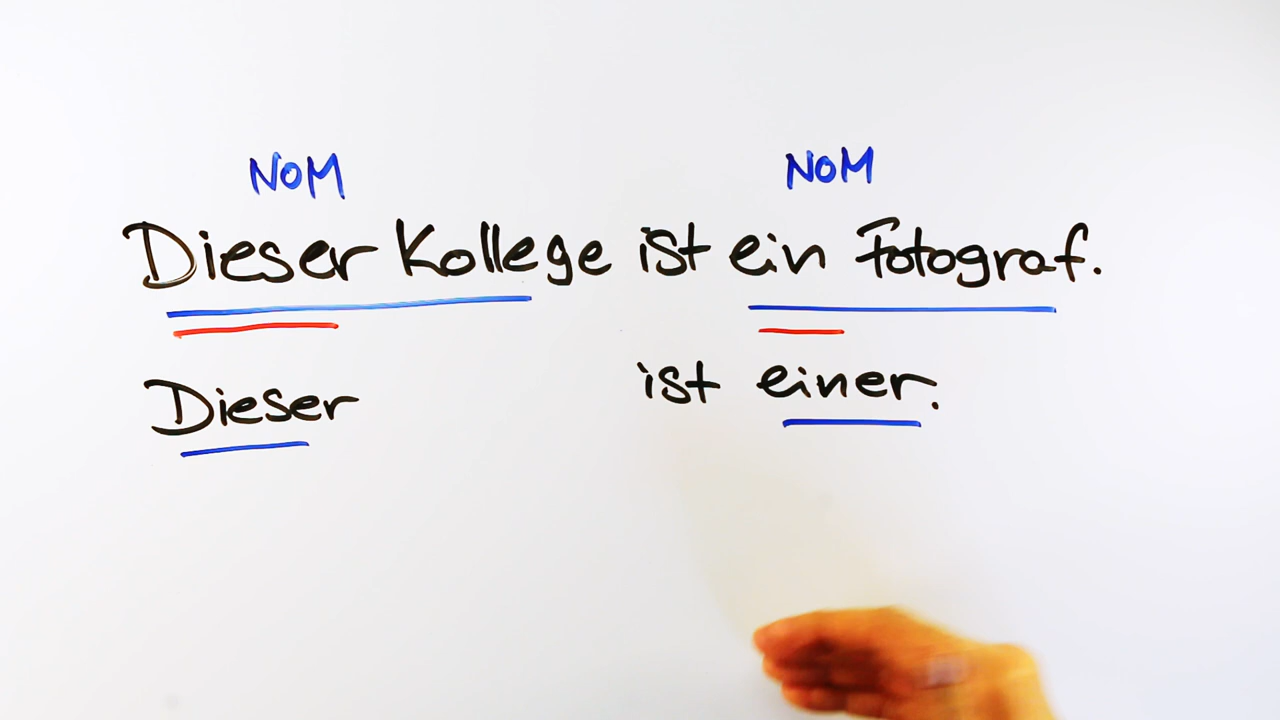 NOM NOM
Dieser Kollege ist ein Fotograf.
Dieser ist einer.